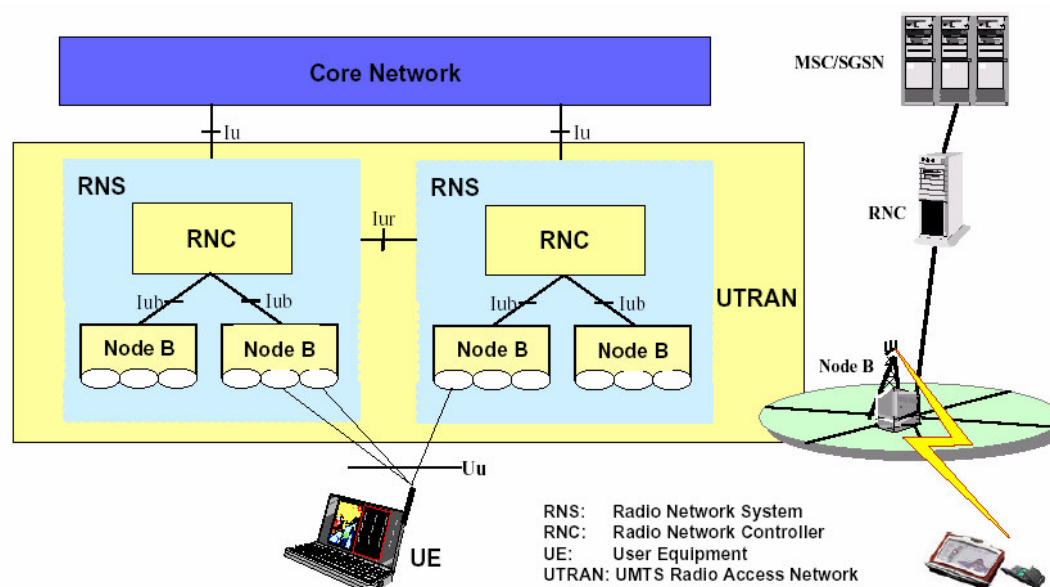 Core Network
MSC/SGSN
Iu
Iu
RNS
RNS
RNC
Iur
RNC
RNC
UTRAN
Iub
Iub
Iub
Iub
Node B
Node B
Node B
Node B
Node B
Uu
UE
RNS: Radio Network System
RNC: Radio Network Controller
UE: User Equipment
UTRAN: UMTS Radio Access Network